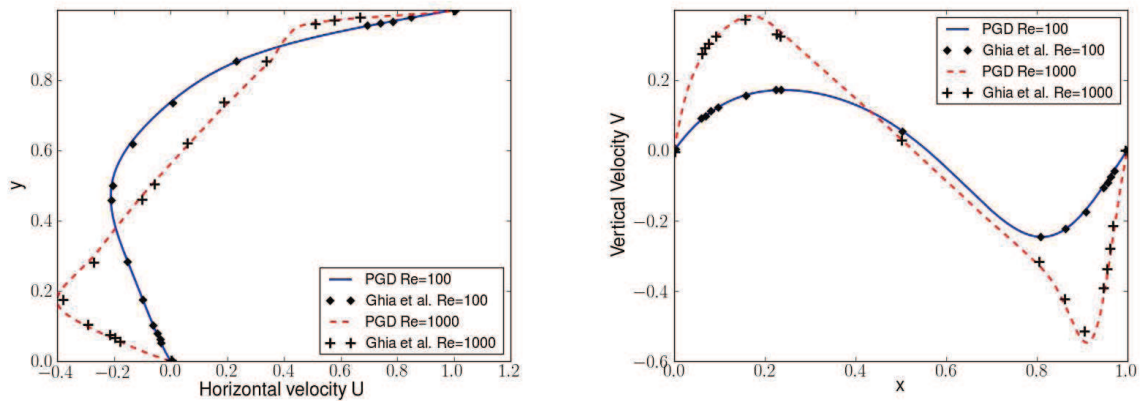 y
0.8
0.6
0.4
0.2
0.0
−0.4 −0.2 0.0 0.2 0.4 0.6 0.8 1.0 1.2
Horizontal velocity U
PGD Re=100
Ghia et al. Re=100
PGD Re=1000
Ghia et al. Re=1000
Vertical Velocity V
0.2
0.0
−0.2
−0.4
−0.6
0.0 0.2 0.4 0.6 0.8 1.0
x
PGD Re=100
Ghia et al. Re=100
PGD Re=1000
Ghia et al. Re=1000